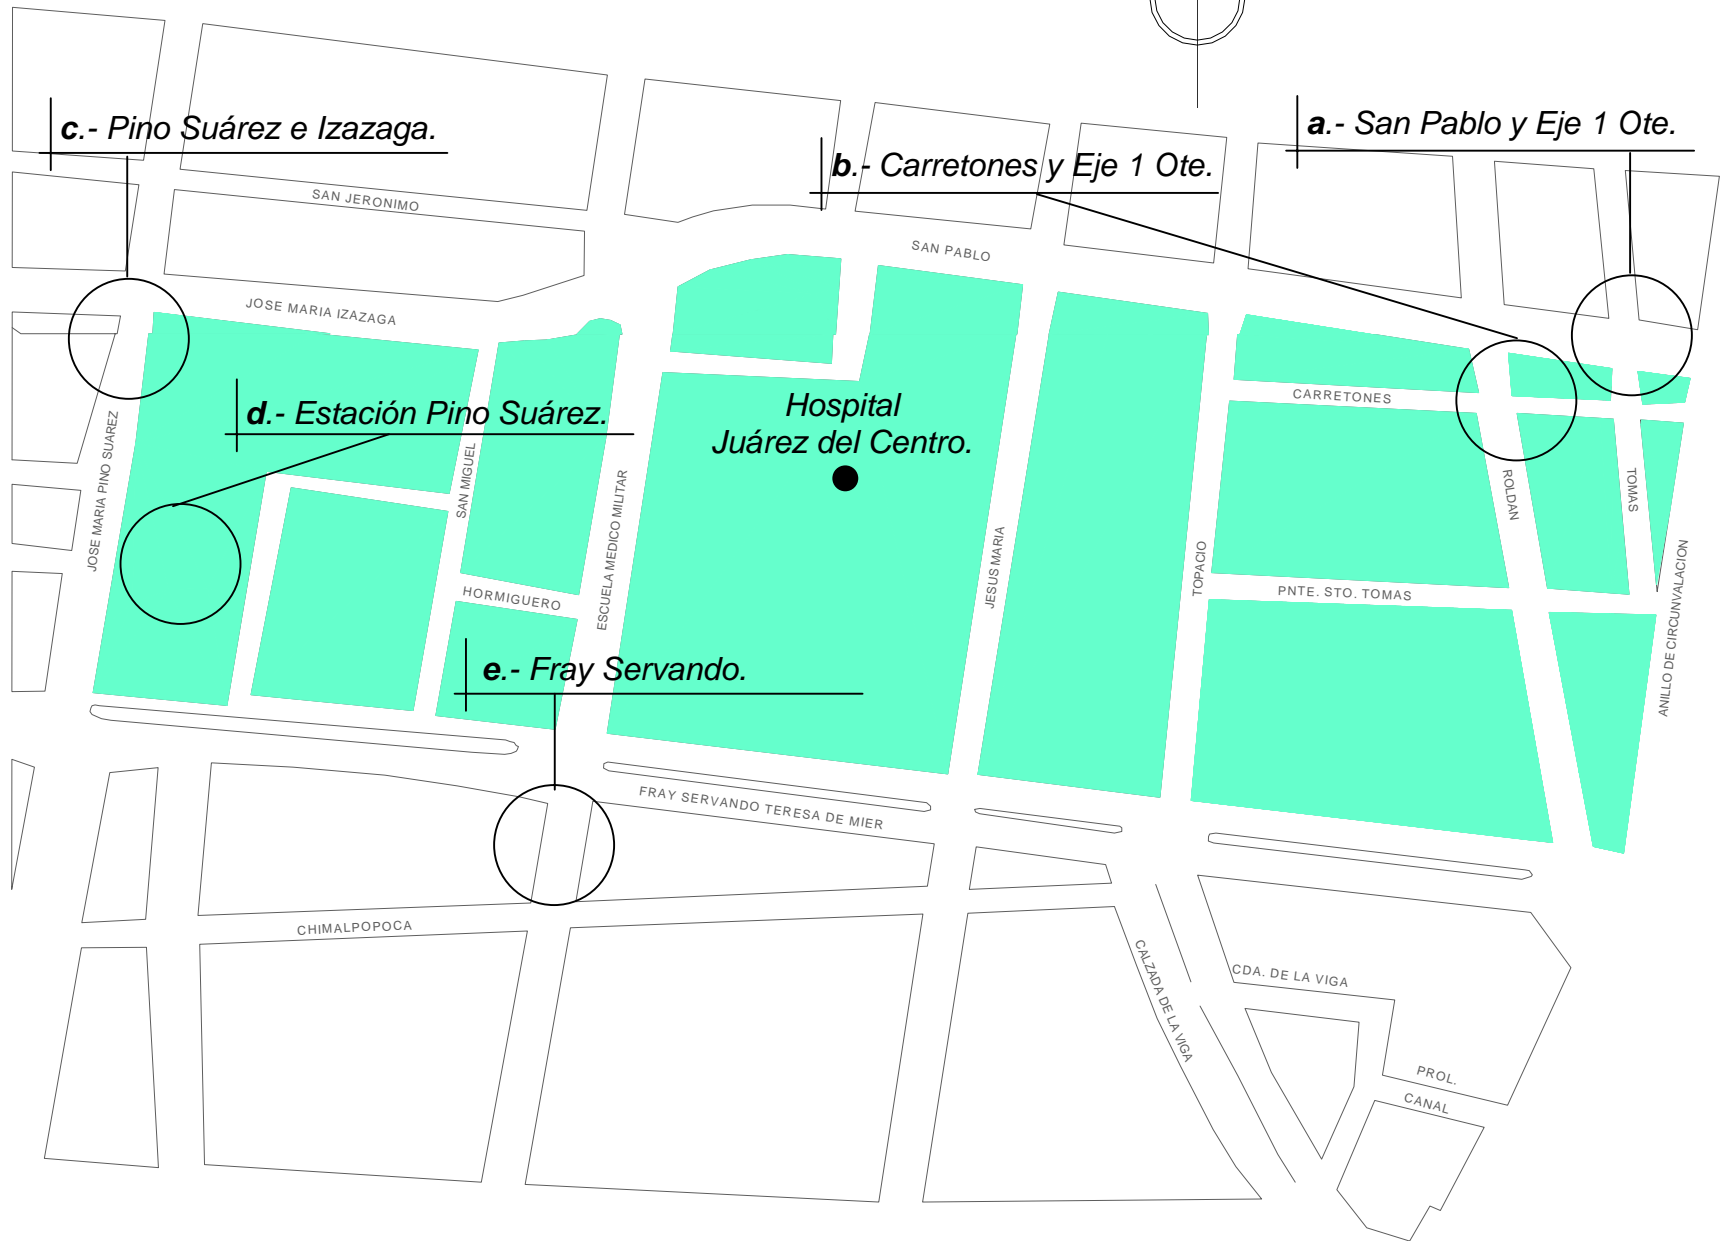 a.- San Pablo y Eje 1 Ote.
c.- Pino Suárez e Izazaga.
b.- Carretones y Eje 1 Ote.
SAN JERONIMO
SAN PABLO
JOSE MARIA IZAZAGA
CARRETONES
d.- Estación Pino Suárez.
Hospital
Juárez del Centro.
JOSE MARIA PINO SUAREZ
SAN MIGUEL
ESCUELA MEDICO MILITAR
JESUS MARIA
TOPACIO
ROLDAN
TOMAS
ANILLO DE CIRCUNVALACION
HORMIGUERO
PNTE. STO. TOMAS
e.- Fray Servando.
FRAY SERVANDO TERESA DE MIER
CHIMALPOPOCA
CALZADA DE LA VIGA
CDA. DE LA VIGA
PROL.
CANAL